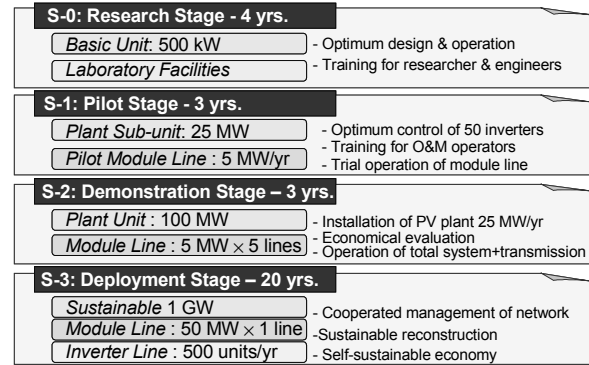 S-0: Research Stage - 4 yrs.
Basic Unit: 500 kW
Laboratory Facilities
- Optimum design & operation
- Training for researcher & engineers
S-1: Pilot Stage - 3 yrs.
Plant Sub-unit: 25 MW
Pilot Module Line : 5 MW/yr
- Optimum control of 50 inverters
- Training for O&M operators
- Trial operation of module line
S-2: Demonstration Stage – 3 yrs.
Plant Unit : 100 MW
Module Line : 5 MW × 5 lines
- Installation of PV plant 25 MW/yr
- Economical evaluation
- Operation of total system+transmission
S-3: Deployment Stage – 20 yrs.
Sustainable 1 GW
Module Line : 50 MW × 1 line
Inverter Line : 500 units/yr
- Cooperated management of network
-Sustainable reconstruction
- Self-sustainable economy